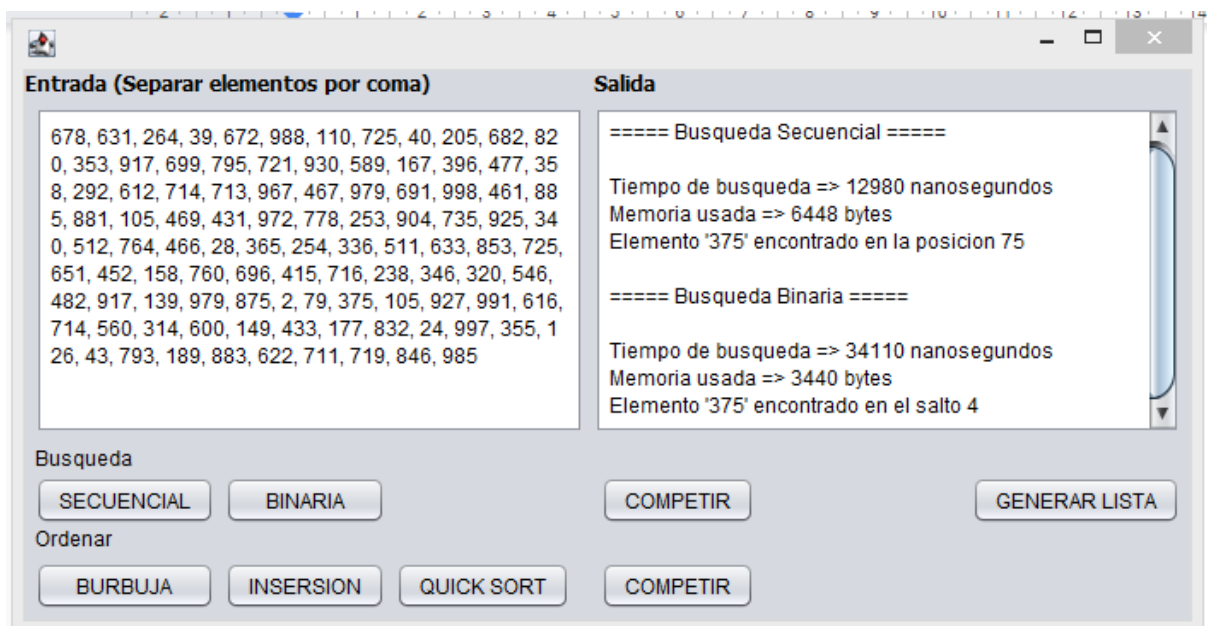 Entrada (Separar elementos por coma)
Salida
678, 631, 264, 39, 672, 988, 110, 725, 40, 205, 682, 82
0, 353, 917, 699, 795, 721, 930, 589, 167, 396, 477, 35
8, 292, 612, 714, 713, 967, 467, 979, 691, 998, 461, 88
5, 881, 105, 469, 431, 972, 778, 253, 904, 735, 925, 34
0, 512, 764, 466, 28, 365, 254, 336, 511, 633, 853, 725,
651, 452, 158, 760, 696, 415, 716, 238, 346, 320, 546,
482, 917, 139, 979, 875, 2, 79, 375, 105, 927, 991, 616,
714, 560, 314, 600, 149, 433, 177, 832, 24, 997, 355, 1
26, 43, 793, 189, 883, 622, 711, 719, 846, 985
===== Busqueda Secuencial =====
Tiempo de busqueda => 12980 nanosegundos
Memoria usada => 6448 bytes
Elemento '375' encontrado en la posicion 75
===== Busqueda Binaria =====
Tiempo de busqueda => 34110 nanosegundos
Memoria usada => 3440 bytes
Elemento '375' encontrado en el salto 4
Busqueda
SECUENCIAL
BINARIA
COMPETIR
GENERAR LISTA
Ordenar
BURBUJA
INSERSION
QUICK SORT
COMPETIR